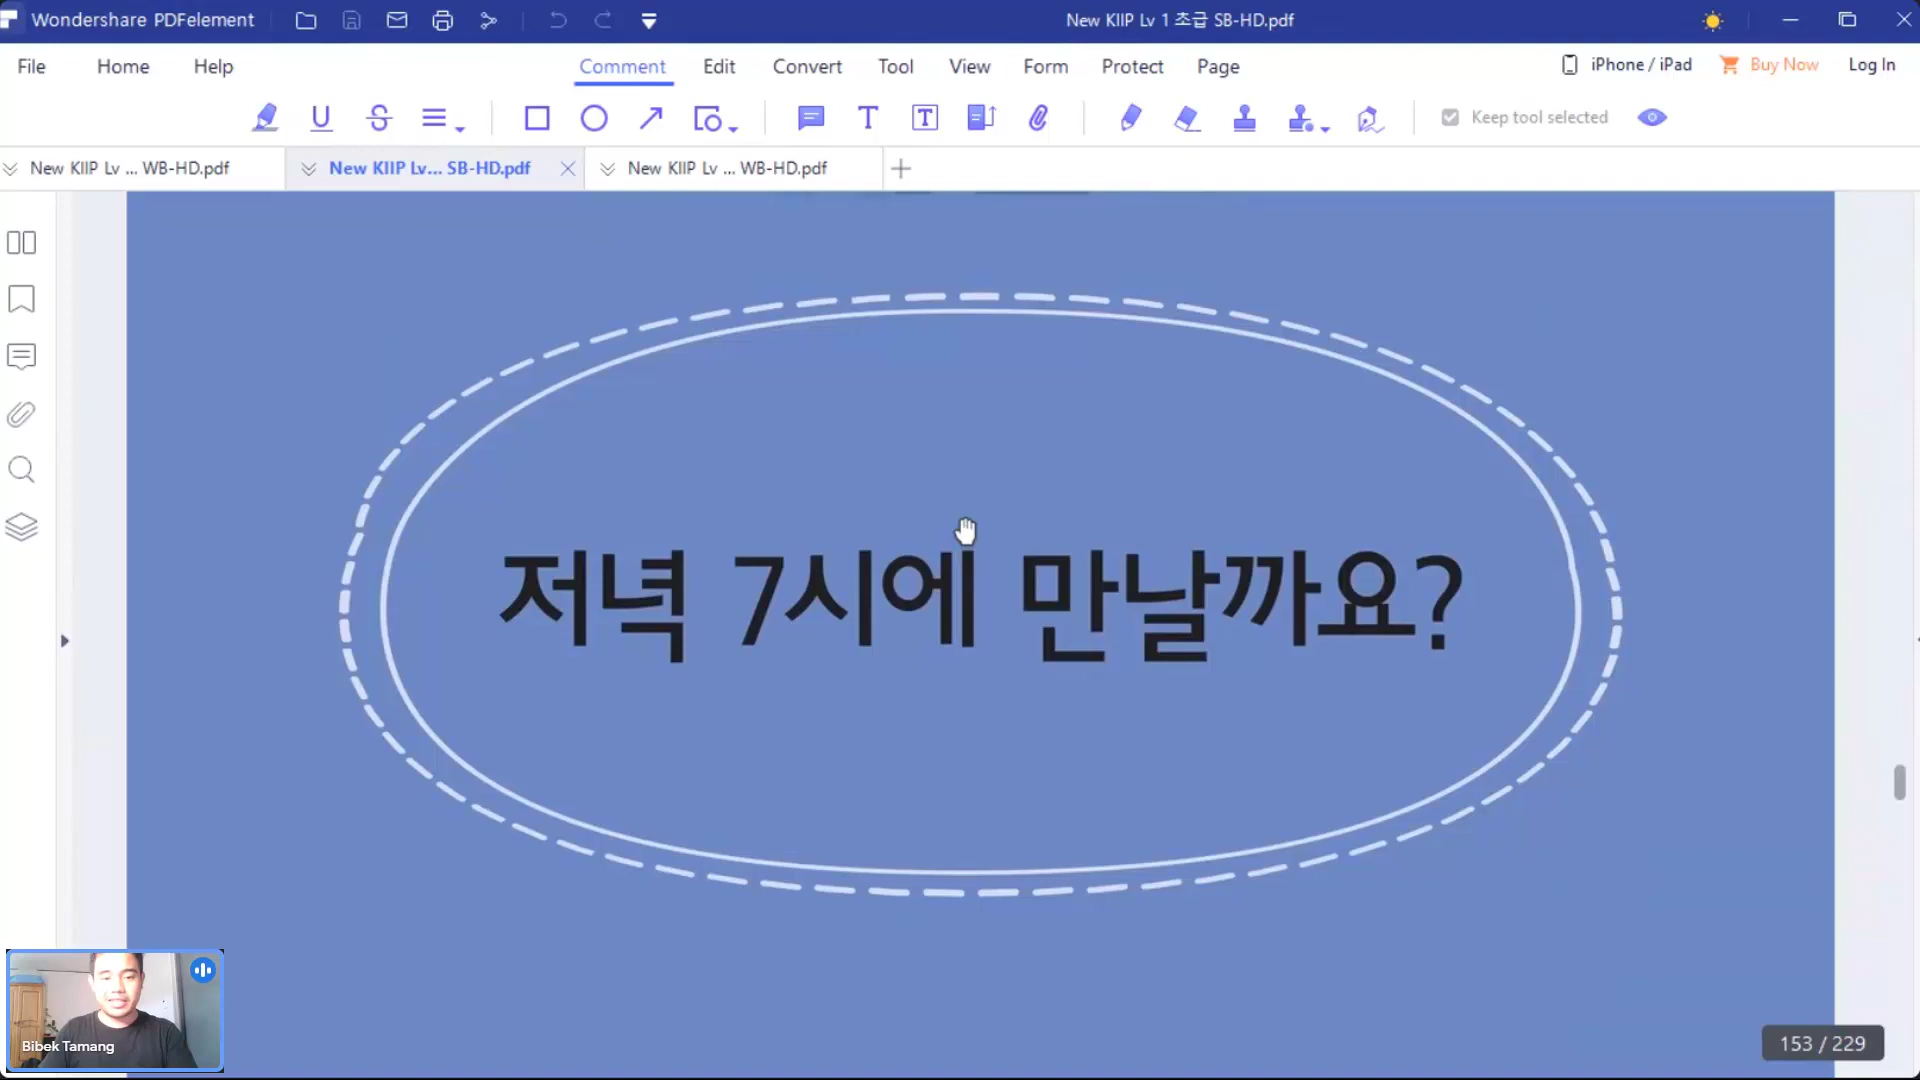 Wondershare PDFelement
New KIIP Lv 1 초급 SB-HD.pdf
File Home Help Comment Edit Convert Tool View Form Protect Page iPhone / iPad Buy Now Log In
Keep tool selected
New KIIP Lv ... WB-HD.pdf New KIIP Lv... SB-HD.pdf New KIIP Lv ... WB-HD.pdf
저녁 7시에 만날까요?
Bibek Tamang
153 / 229